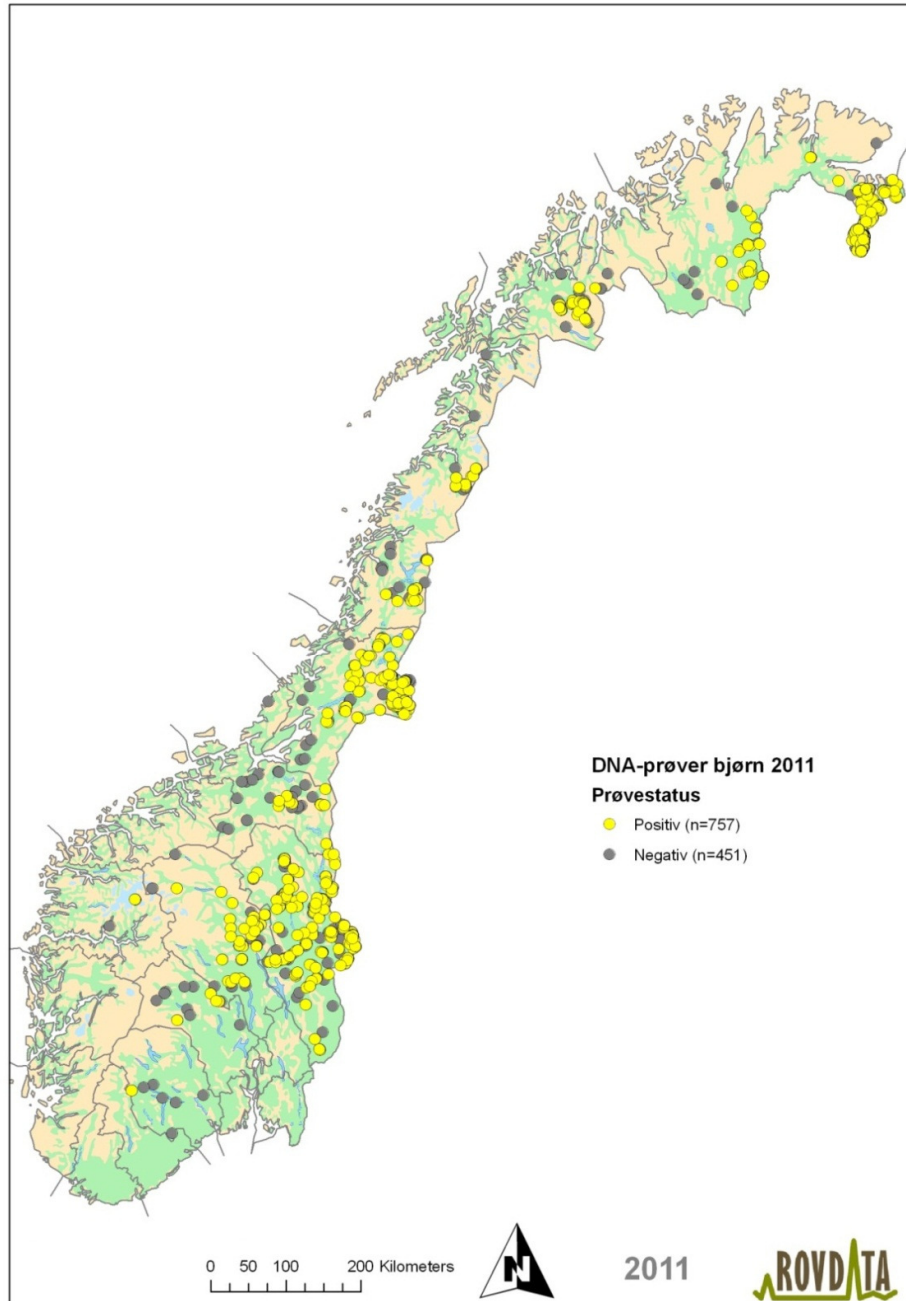 DNA-prøver bjørn 2011
Prøvestatus
Positiv (n=757)
Negativ (n=451)
0 50 100 200 Kilometers
N
2011
ROVDATA